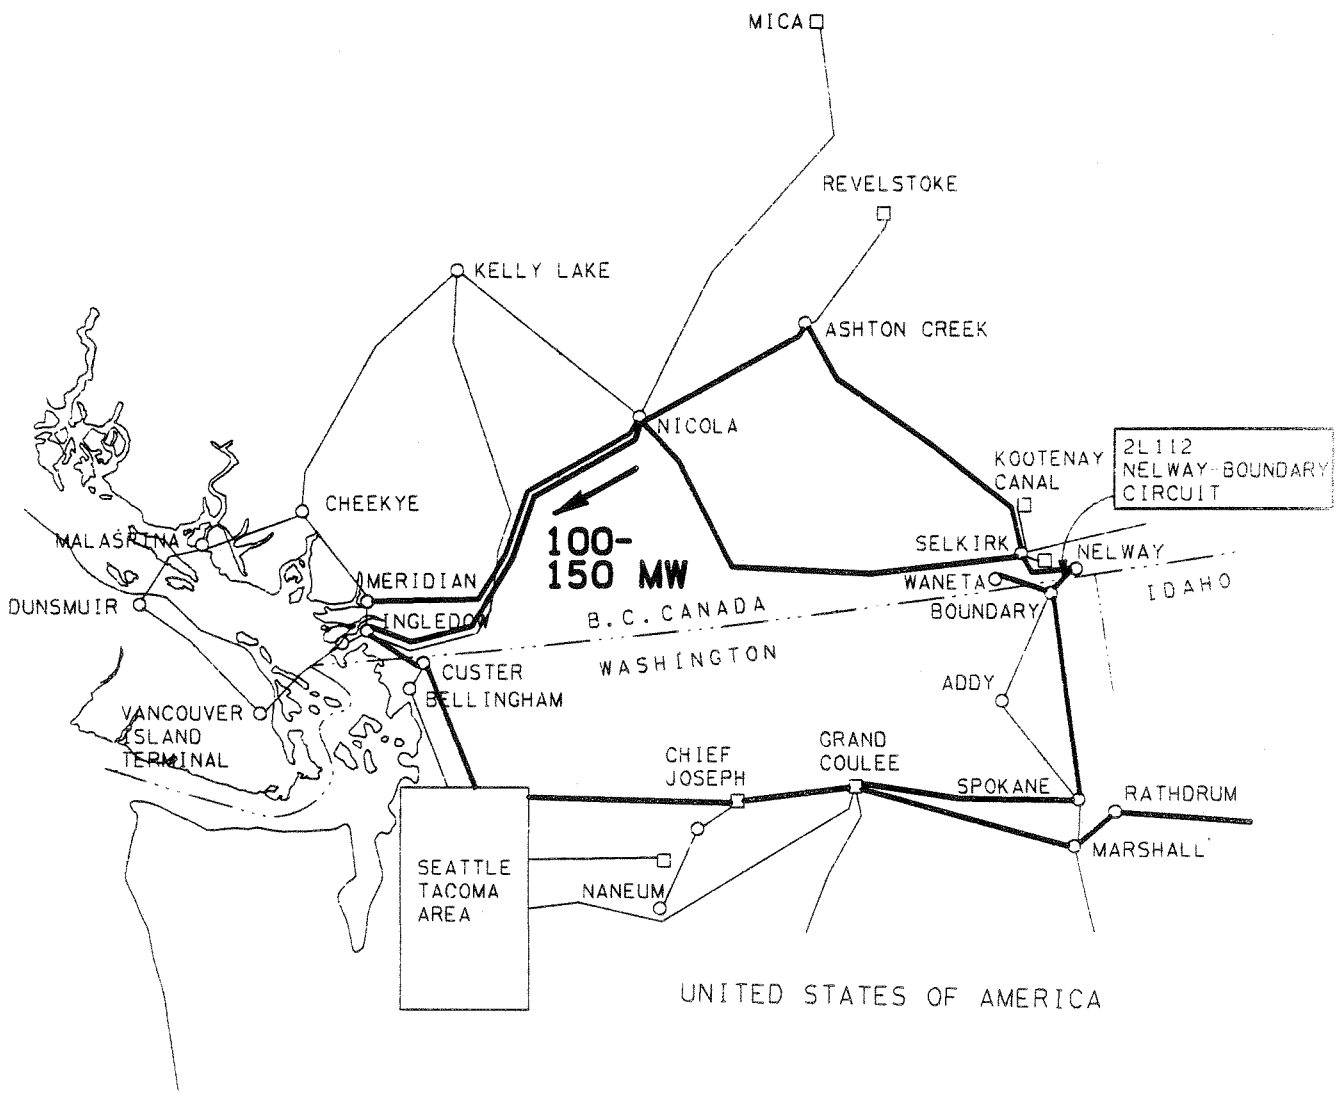 MICA
REVELSTOKE
KELLY LAKE
ASHTON CREEK
NICOLA
2L112
NELWAY-BOUNDARY
CIRCUIT
KOOTENAY
CANAL
CHEEKYE
MALASPINA
100-
150 MW
SELKIRK
NELWAY
MERIDIAN
WANETA
IDAHO
DUNSMUIR
INGLEDOW
B.C. CANADA
BOUNDARY
WASHINGTON
CUSTER
BELLINGHAM
ADDY
VANCOUVER
ISLAND
TERMINAL
CHIEF
JOSEPH
GRAND
COULEE
SPOKANE
RATHDRUM
MARSHALL
SEATTLE
TACOMA
AREA
NANEUM
UNITED STATES OF AMERICA